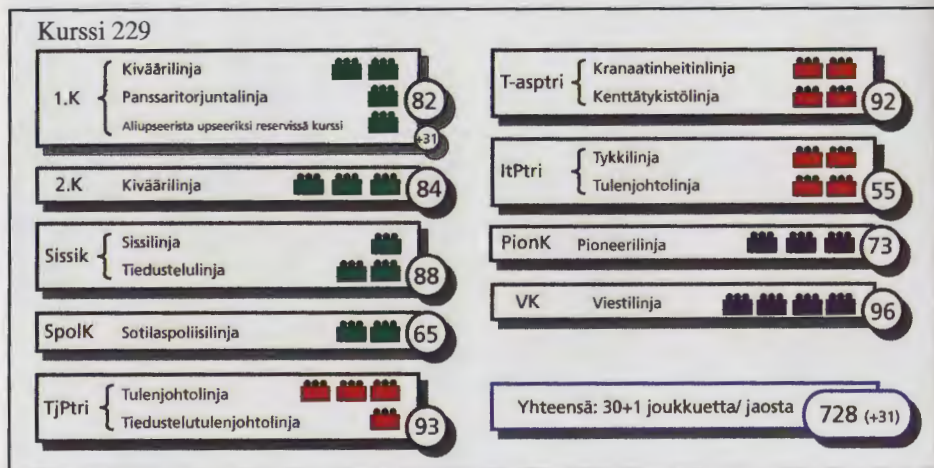 Kurssi 229
1.K
Kiväärilinja
Panssaritorjuntalinja
Aliupseerista upseeriksi reservissä kurssi
82
+31
2.K Kiväärilinja 84
Sissik
Sissilinja
Tiedustelulinja
88
SpolK Sotilaspoliisilinja 65
TjPtri
Tulenjohtolinja
Tiedustelutulenjohtolinja
93
T-asptri
Kranaatinheitinlinja
Kenttätykistölinja
92
ItPtri
Tykkilinja
Tulenjohtolinja
55
PionK Pioneerilinja 73
VK Viestilinja 96
Yhteensä: 30+1 joukkuetta/ jaosta 728 (+31)